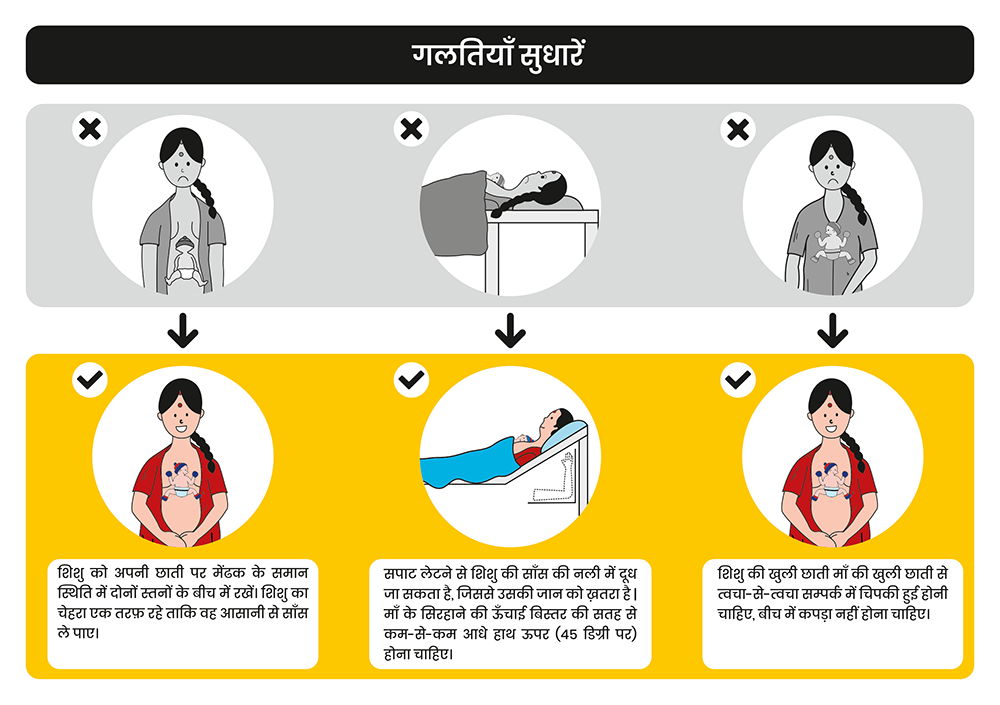 गलतियाँ सुधारें
शिशु को अपनी छाती पर मेंढक के समान
स्थिति में दोनों स्तनों के बीच में रखें। शिशु का
चेहरा एक तरफ़ रहे ताकि वह आसानी से साँस
ले पाए।
सपाट लेटने से शिशु की साँस की नली में दूध
जा सकता है, जिससे उसकी जान को ख़तरा है|
माँ के सिरहाने की ऊँचाई बिस्तर की सतह से
कम-से-कम आधे हाथ ऊपर (45 डिग्री पर)
होना चाहिए।
शिशु की खुली छाती माँ की खुली छाती से
त्वचा-से-त्वचा सम्पर्क में चिपकी हुई होनी
चाहिए, बीच में कपड़ा नहीं होना चाहिए।